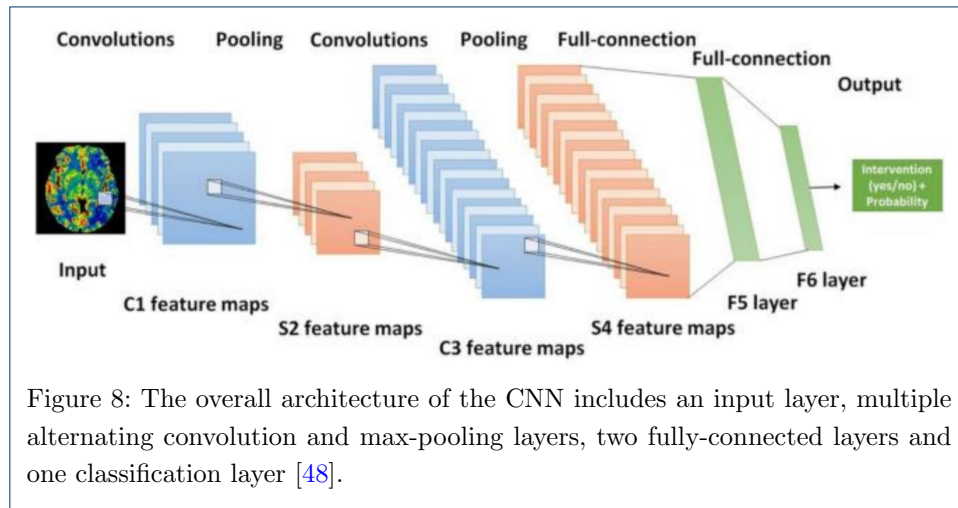 Convolutions Pooling Convolutions Pooling Full-connection
Full-connection
Output
Intervention
(yes/no) +
Probability
Input
C1 feature maps
S2 feature maps
C3 feature maps
S4 feature maps
F5 layer
F6 layer
Figure 8: The overall architecture of the CNN includes an input layer, multiple
alternating convolution and max-pooling layers, two fully-connected layers and
one classification layer [48].